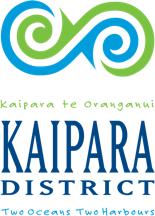 Kaipara te Oranganui
KAIPARA
DISTRICT
Two Oceans Two Harbours